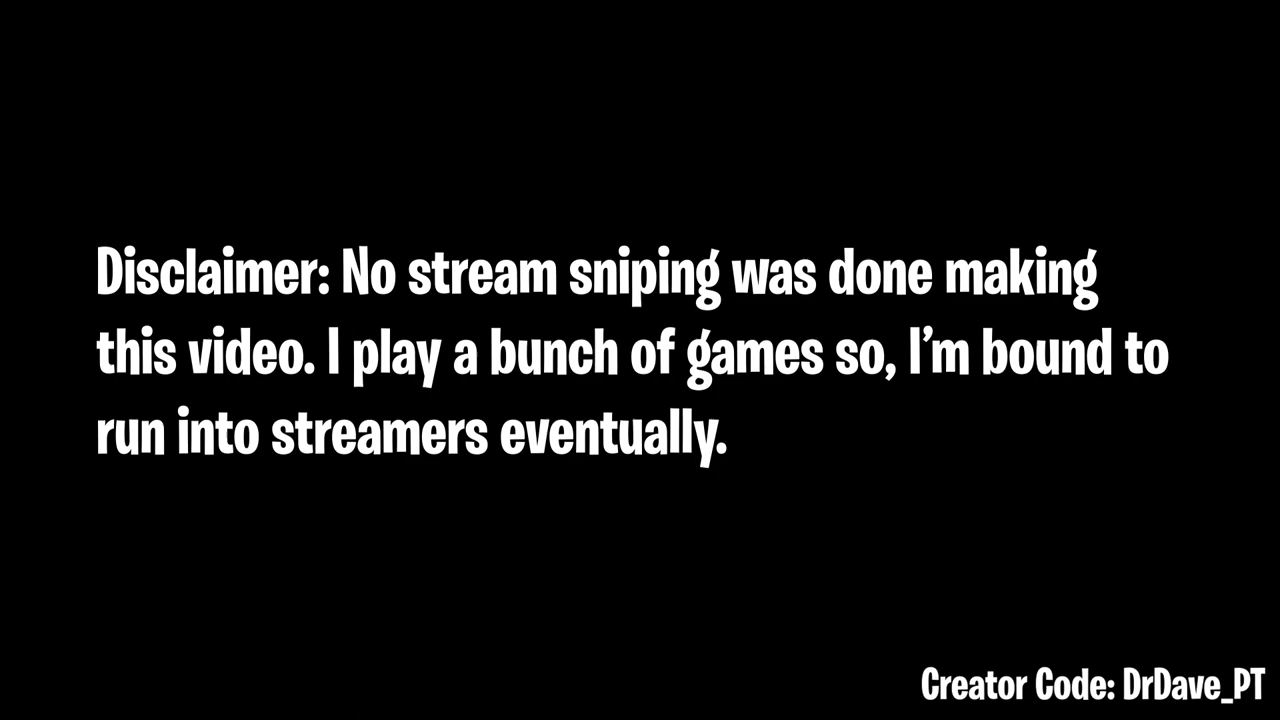 Disclaimer: No stream sniping was done making
this video. I play a bunch of games so, I’m bound to
run into streamers eventually.
Creator Code: DrDave_PT